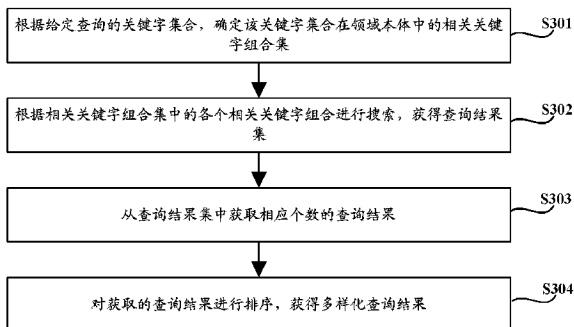 根据给定查询的关键字集合，确定该关键字集合在领域本体中的相关关键
字组合集
S301
根据相关关键字组合集中的各个相关关键字组合进行搜索，获得查询结果
集
S302
从查询结果集中获取相应个数的查询结果
S303
对获取的查询结果进行排序，获得多样化查询结果
S304